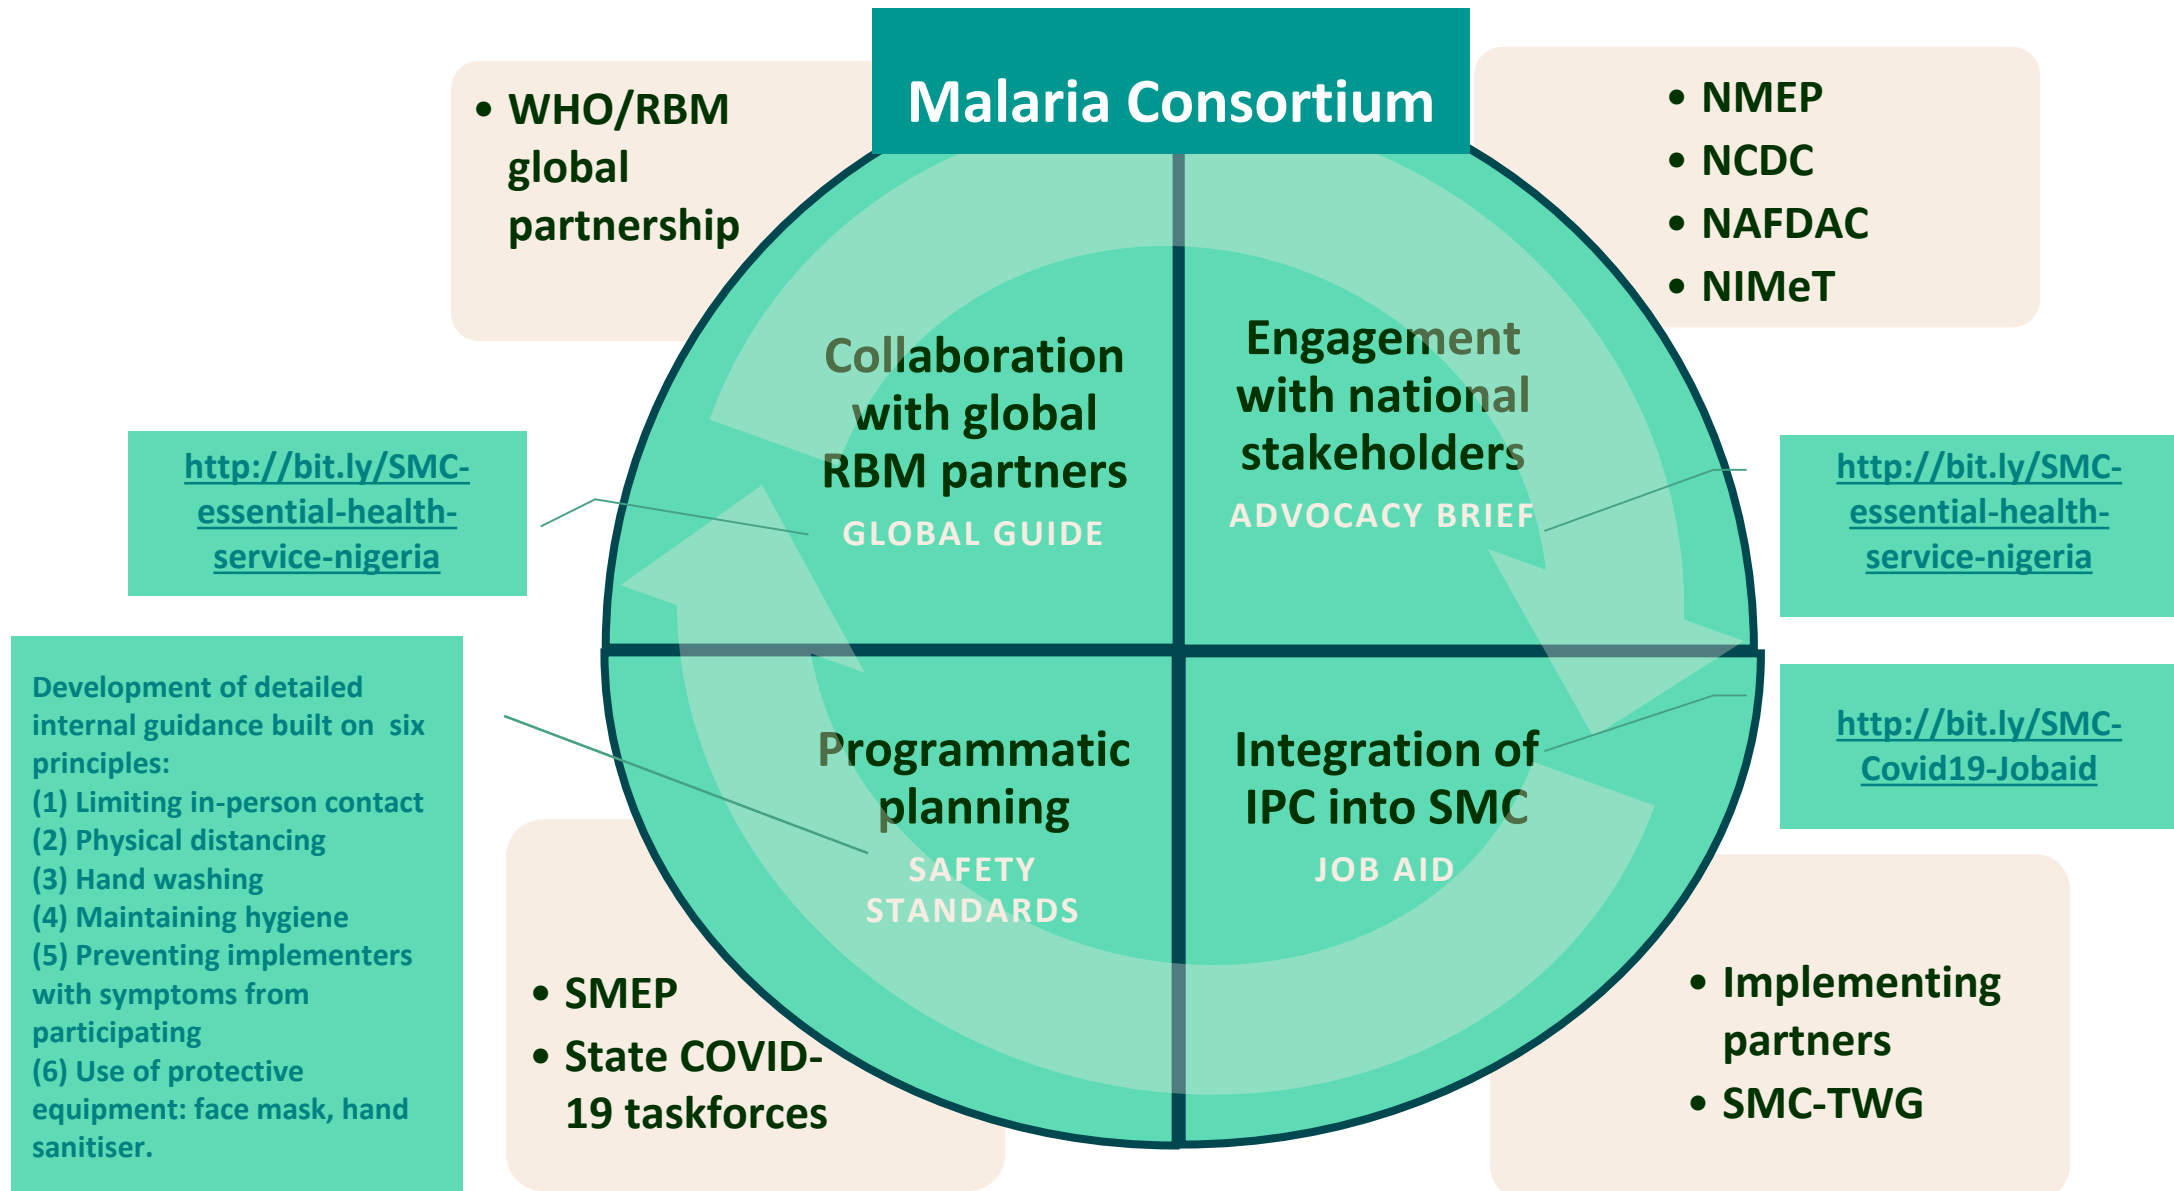 Malaria Consortium
• WHO/RBM
global
partnership
• NMEP
• NCDC
• NAFDAC
• NIMeT
Collaboration
with global
RBM partners
GLOBAL GUIDE
Engagement
with national
stakeholders
ADVOCACY BRIEF
http://bit.ly/SMC-
essential-health-
service-nigeria
http://bit.ly/SMC-
essential-health-
service-nigeria
Development of detailed
internal guidance built on six
principles:
(1) Limiting in-person contact
(2) Physical distancing
(3) Hand washing
(4) Maintaining hygiene
(5) Preventing implementers
with symptoms from
participating
(6) Use of protective
equipment: face mask, hand
sanitiser.
Programmatic
planning
SAFETY
STANDARDS
Integration of
IPC into SMC
JOB AID
http://bit.ly/SMC-
Covid19-Jobaid
• SMEP
• State COVID-
19 taskforces
• Implementing
partners
• SMC-TWG